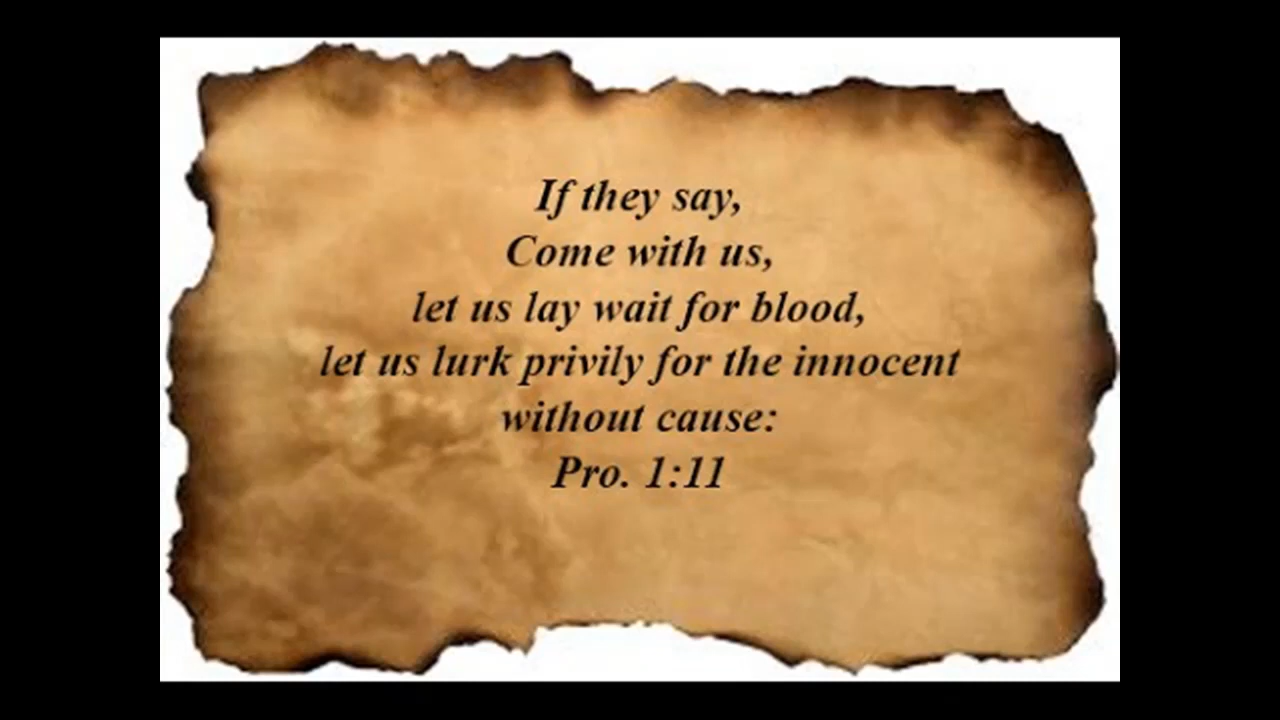 If they say,
Come with us,
let us lay wait for blood,
let us lurk privily for the innocent
without cause:
Pro. 1:11